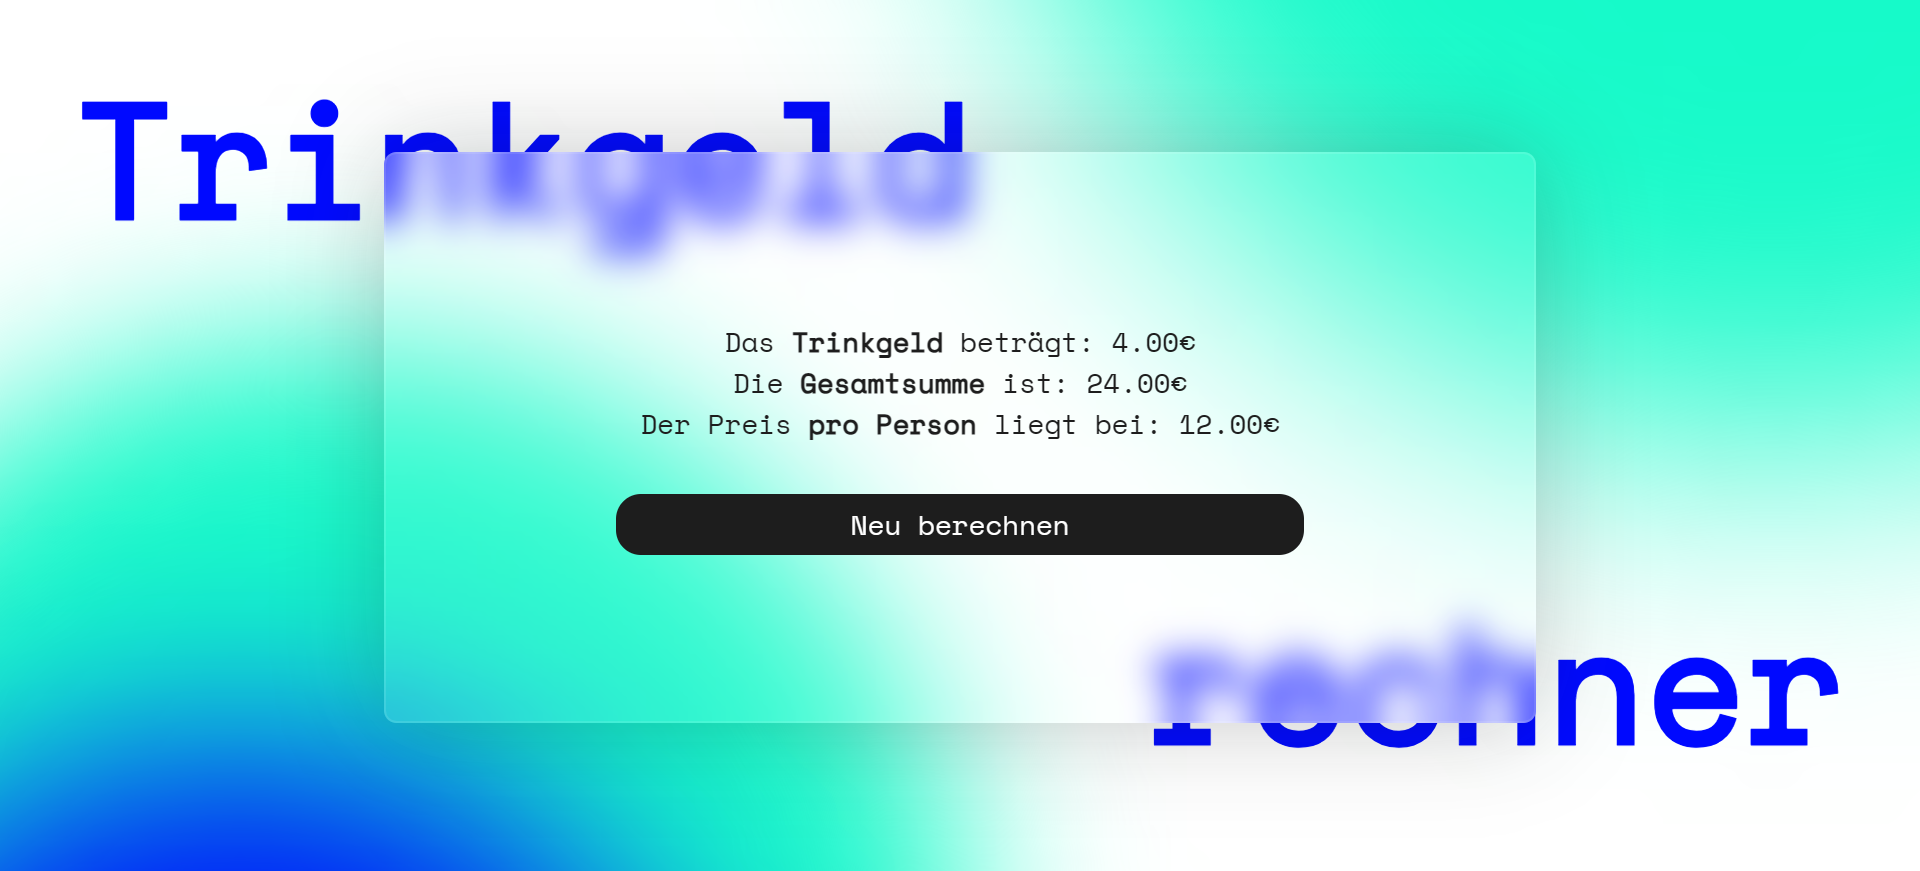 Trinkgeld
Das Trinkgeld beträgt: 4.00€
Die Gesamtsumme ist: 24.00€
Der Preis pro Person liegt bei: 12.00€
Neu berechnen
rechner